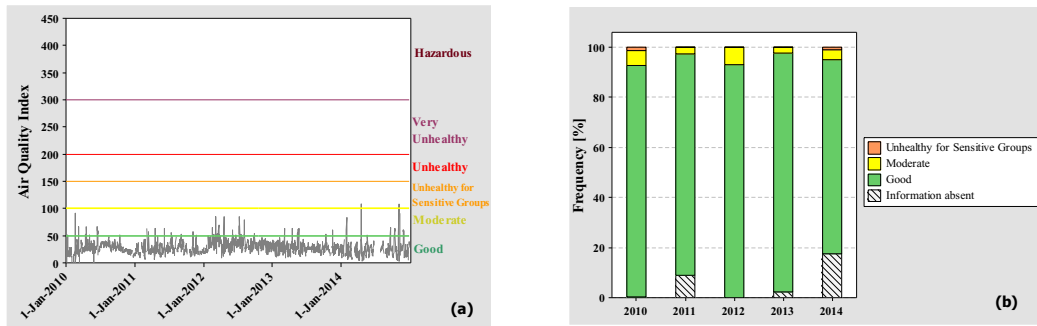 Air Quality Index
450
400
350
300
250
200
150
100
50
0
Hazardous
Very
Unhealthy
Unhealthy
Unhealthy for
Sensitive Groups
Moderate
Good
1-Jan-2010
1-Jan-2011
1-Jan-2012
1-Jan-2013
1-Jan-2014
(a)
Frequency [%]
100
80
60
40
20
0
2010 2011 2012 2013 2014
Unhealthy for Sensitive Groups
Moderate
Good
Information absent
(b)